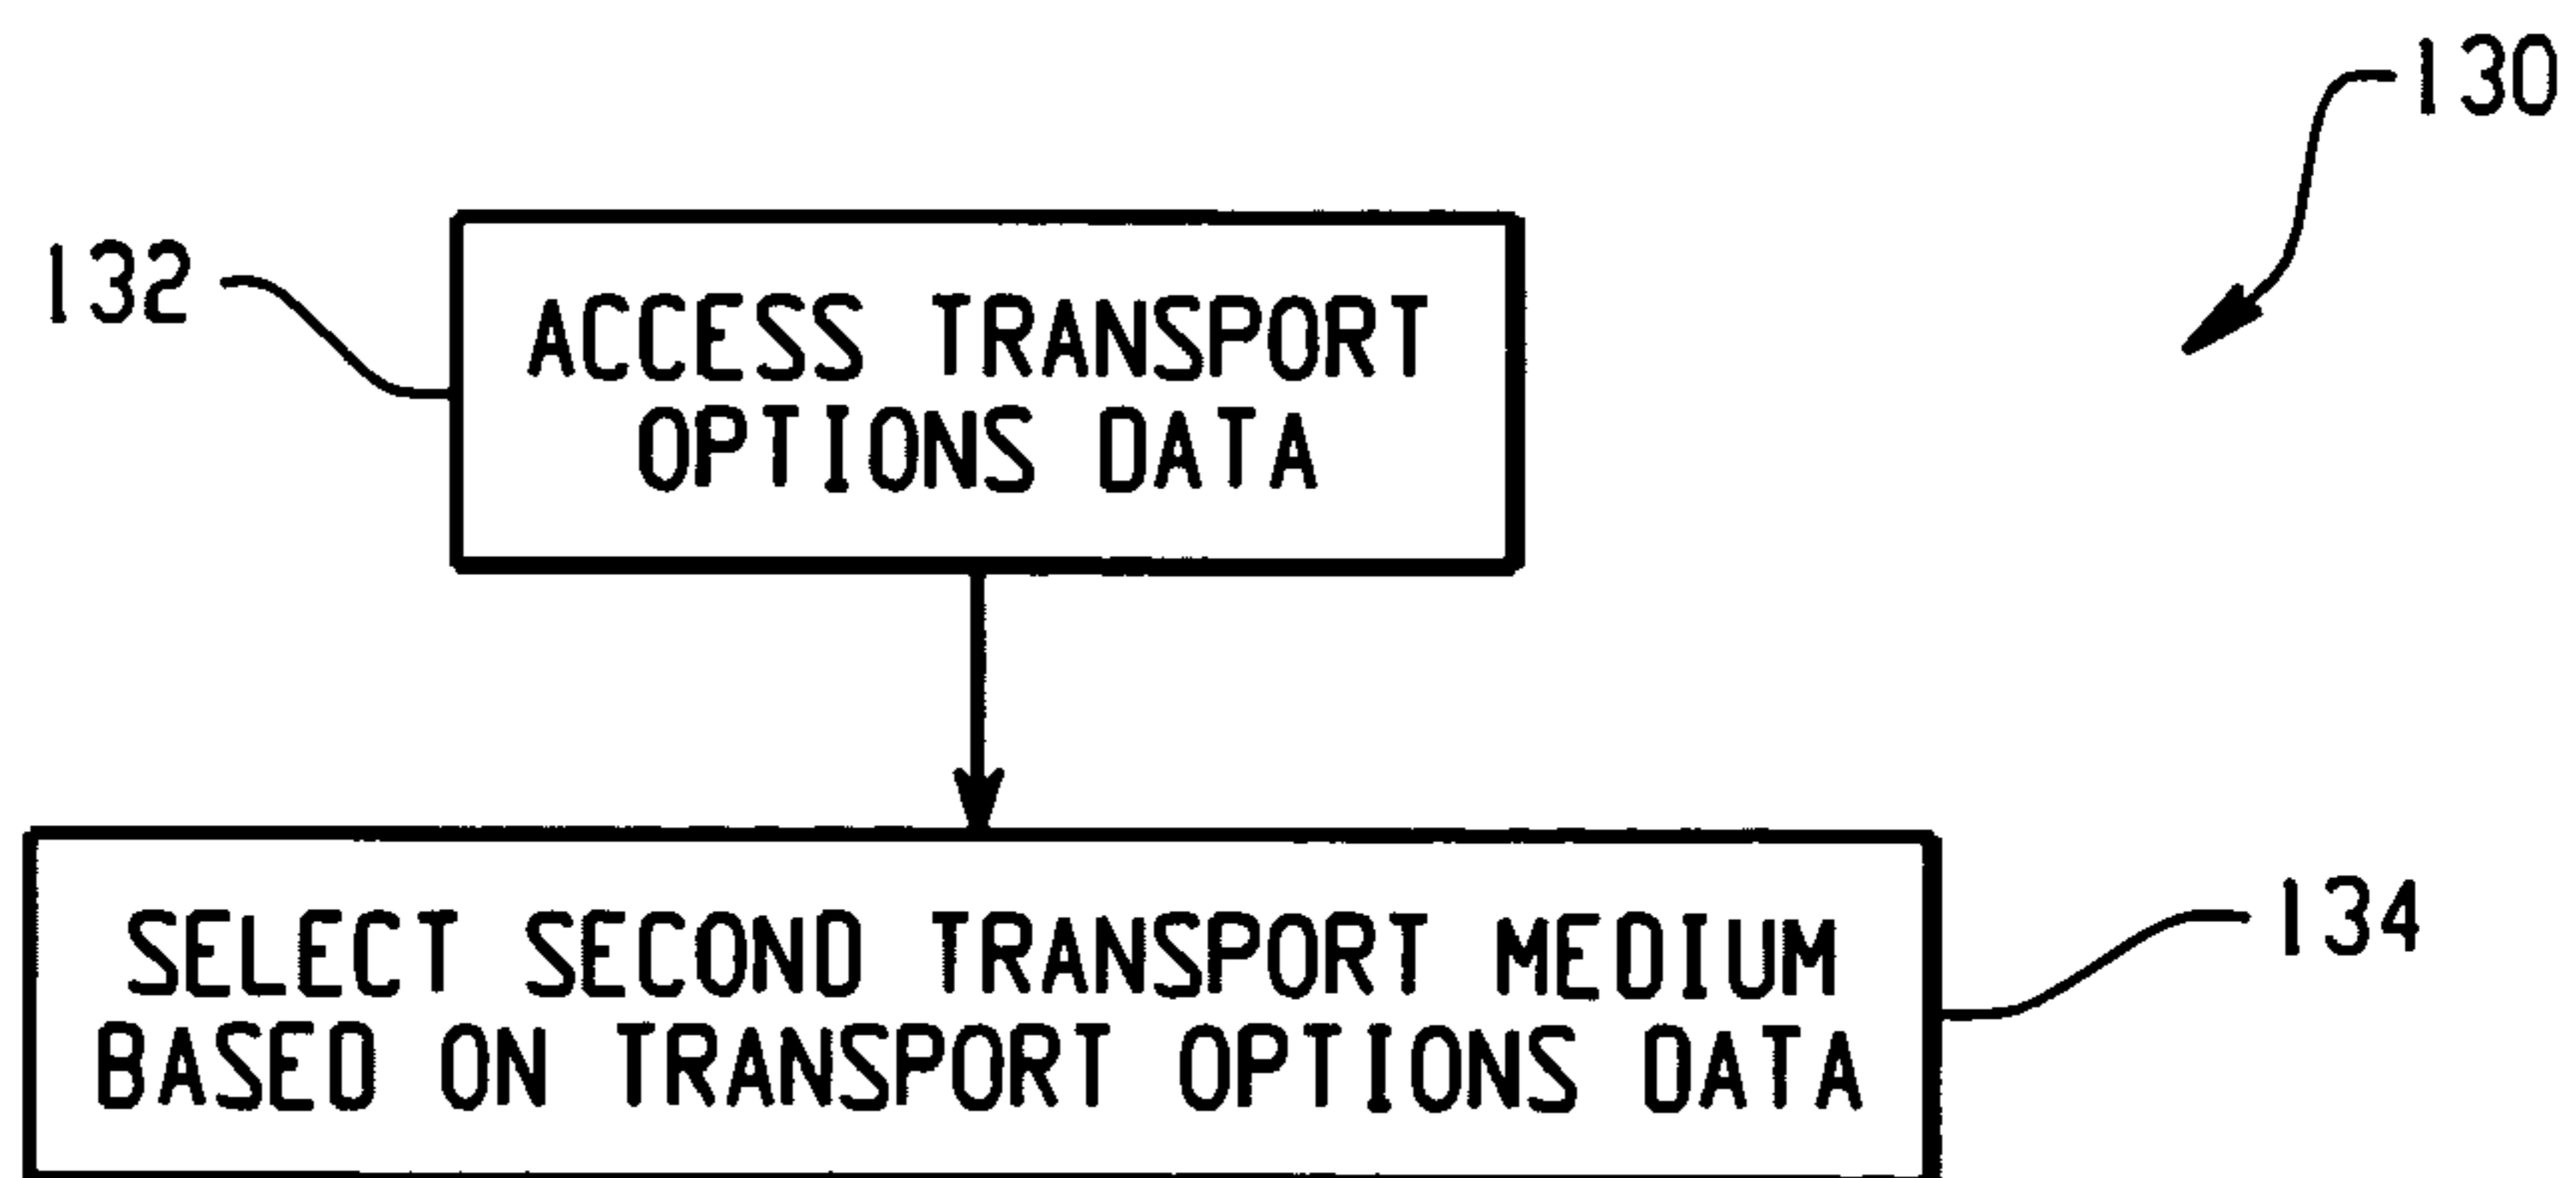 130
132
ACCESS TRANSPORT
OPTIONS DATA
SELECT SECOND TRANSPORT MEDIUM
BASED ON TRANSPORT OPTIONS DATA
134